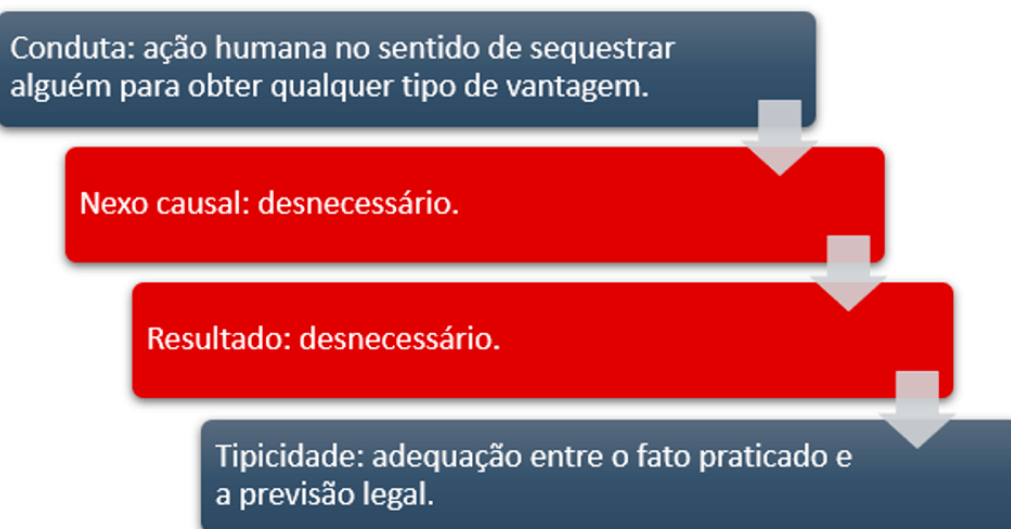 Conduta: ação humana no sentido de sequestrar
alguém para obter qualquer tipo de vantagem.
Nexo causal: desnecessário.
Resultado: desnecessário.
Tipicidade: adequação entre o fato praticado e
a previsão legal.